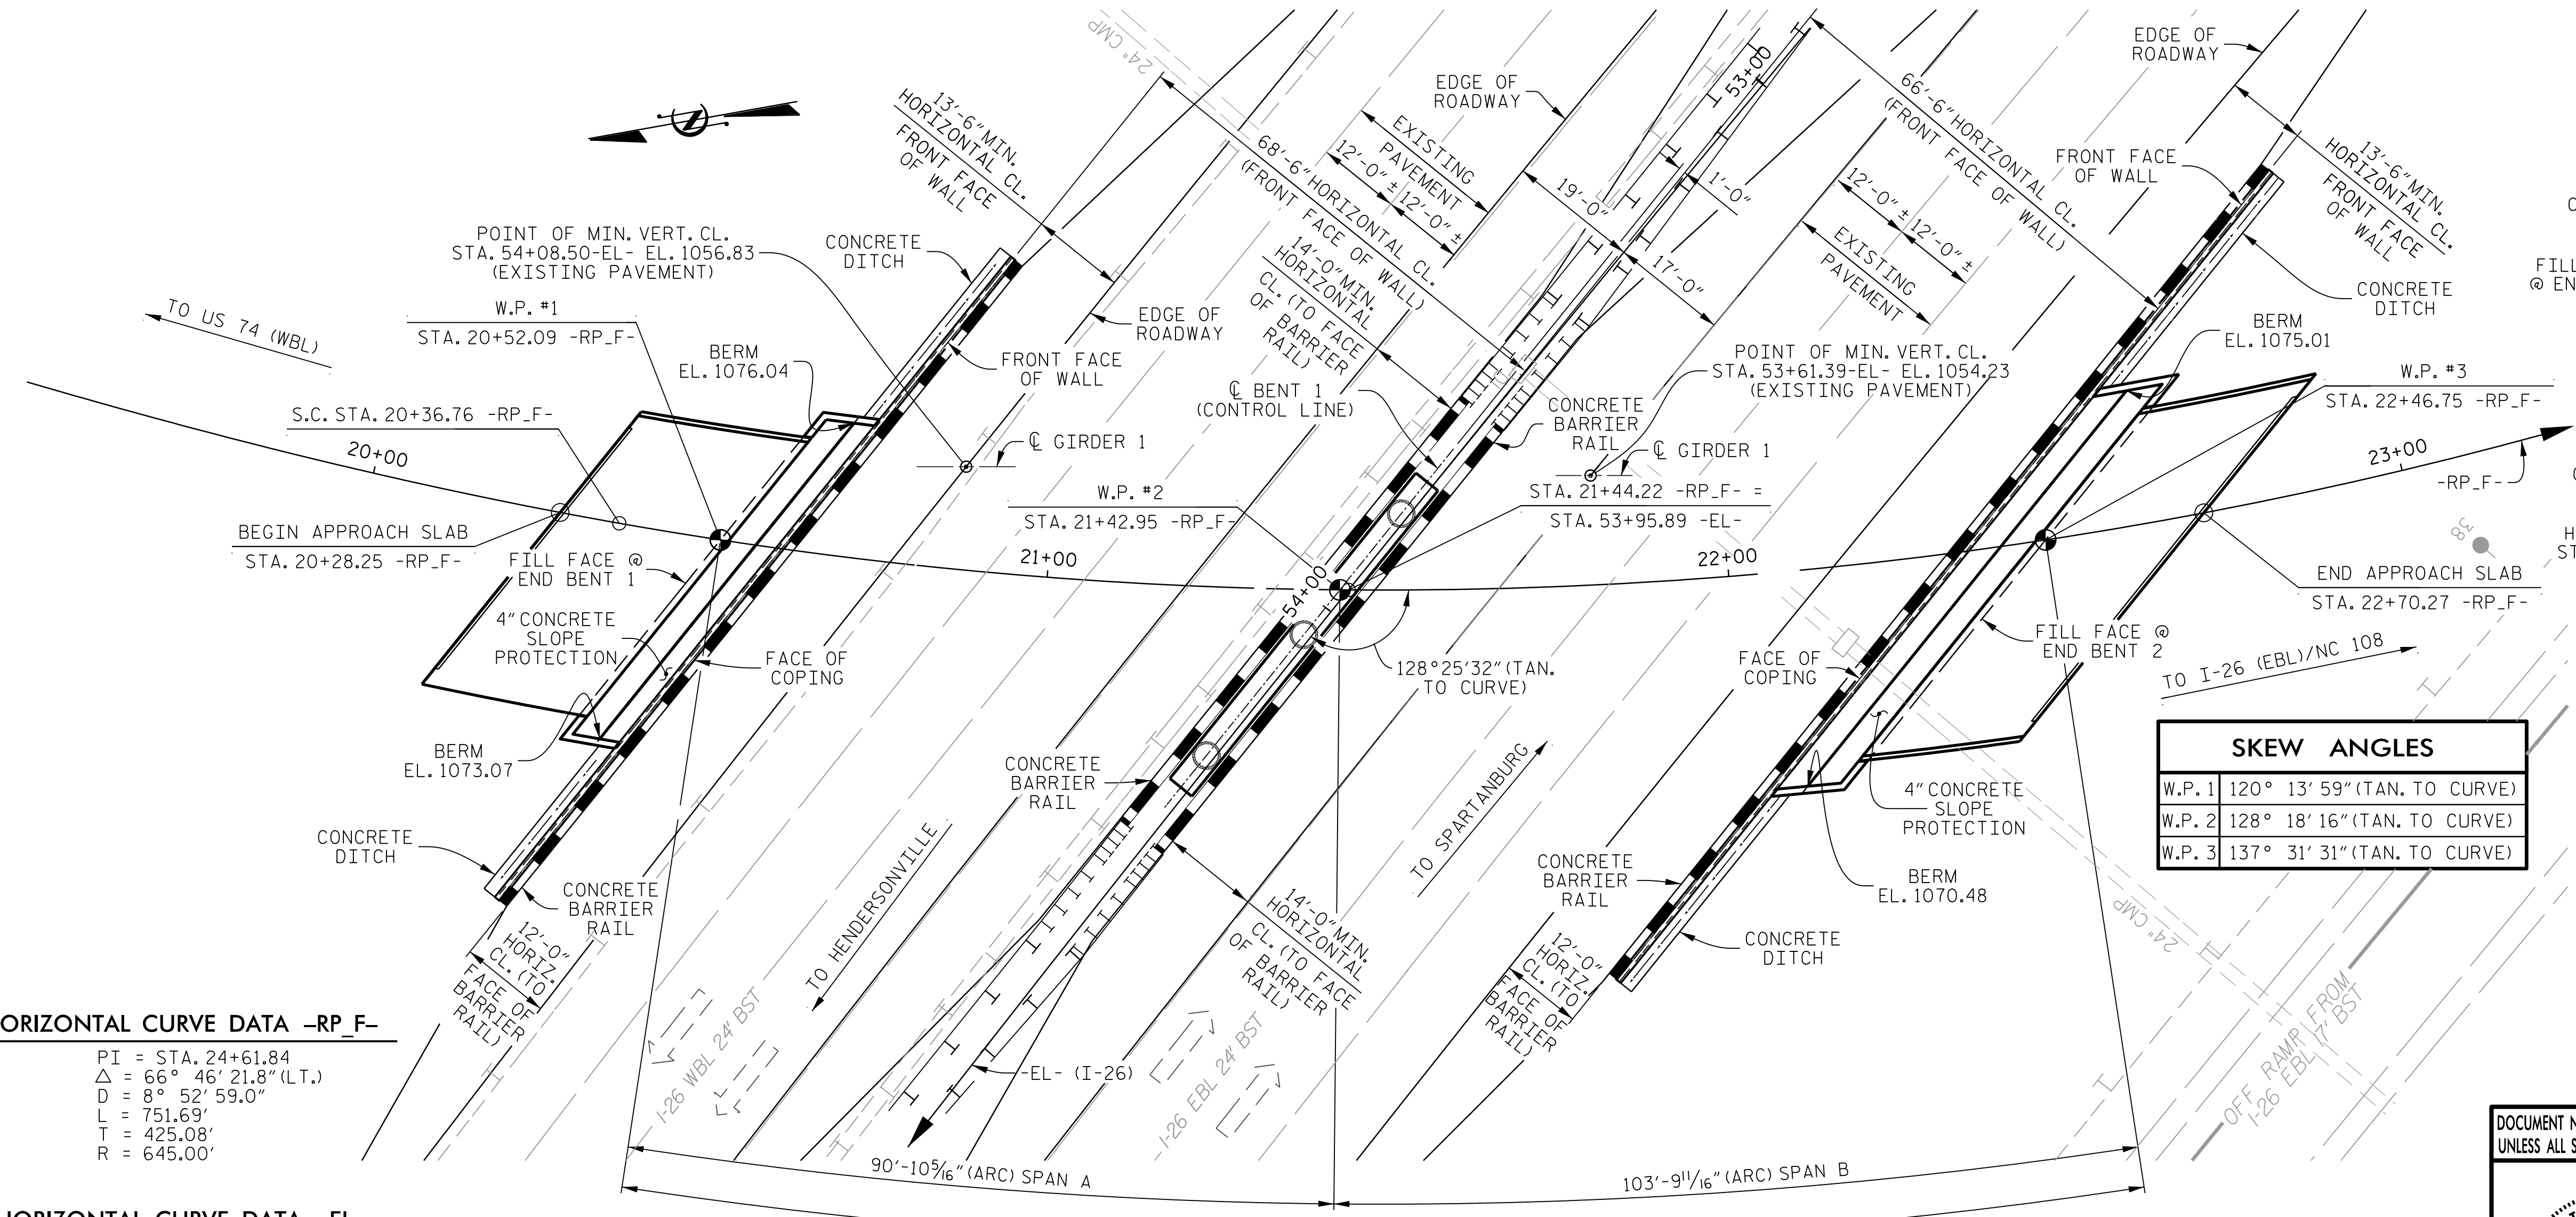 24" CMP
EDGE OF
ROADWAY
53+00
66'-6" HORIZONTAL CL.
(FRONT FACE OF WALL)
EDGE OF
ROADWAY
13'-6" MIN.
HORIZONTAL CL.
FRONT FACE
OF WALL
68'-6" HORIZONTAL CL.
(FRONT FACE OF WALL)
EXISTING
PAVEMENT
12'-0" ± 12'-0" ±
19'-0"
1'-0"
17'-0"
12'-0" ± 12'-0" ±
EXISTING
PAVEMENT
FRONT FACE
OF WALL
13'-6" MIN.
HORIZONTAL CL.
FRONT FACE
OF
WALL
POINT OF MIN. VERT. CL.
STA. 54+08.50-EL- EL. 1056.83
(EXISTING PAVEMENT)
CONCRETE
DITCH
14'-0" MIN.
HORIZONTAL
CL. (TO FACE
OF BARRIER
RAIL)
CONCRETE
DITCH
FILL
@ EN
TO US 74 (WBL)
W.P. #1
STA. 20+52.09 -RP_F-
BERM
EL. 1076.04
EDGE OF
ROADWAY
FRONT FACE
OF WALL
BERM
EL. 1075.01
POINT OF MIN. VERT. CL.
STA. 53+61.39-EL- EL. 1054.23
(EXISTING PAVEMENT)
W.P. #3
STA. 22+46.75 -RP_F-
S.C. STA. 20+36.76 -RP_F-
20+00
℄ GIRDER 1
℄ BENT 1
(CONTROL LINE)
CONCRETE
BARRIER
RAIL
℄ GIRDER 1
23+00
-RP_F-
W.P. #2
STA. 21+42.95 -RP_F-
STA. 21+44.22 -RP_F- =
STA. 53+95.89 -EL-
BEGIN APPROACH SLAB
STA. 20+28.25 -RP_F-
FILL FACE @
END BENT 1
21+00
54+00
22+00
38
END APPROACH SLAB
STA. 22+70.27 -RP_F-
4" CONCRETE
SLOPE
PROTECTION
FACE OF
COPING
128°25'32" (TAN.
TO CURVE)
FACE OF
COPING
FILL FACE @
END BENT 2
TO I-26 (EBL)/NC 108
BERM
EL. 1073.07
CONCRETE
BARRIER
RAIL
TO SPARTANBURG
4" CONCRETE
SLOPE
PROTECTION
SKEW ANGLES
W.P. 1 120° 13' 59" (TAN. TO CURVE)
W.P. 2 128° 18' 16" (TAN. TO CURVE)
W.P. 3 137° 31' 31" (TAN. TO CURVE)
CONCRETE
DITCH
CONCRETE
BARRIER
RAIL
TO HENDERSONVILLE
CONCRETE
BARRIER
RAIL
BERM
EL. 1070.48
24" CMP
12'-0"
HORIZ.
CL. (TO
FACE OF
BARRIER
RAIL)
14'-0" MIN.
HORIZONTAL
CL. (TO FACE
OF BARRIER
RAIL)
12'-0"
HORIZ.
CL. (TO
FACE OF
BARRIER
RAIL)
CONCRETE
DITCH
I-26 WBL 24' BST
-EL- (I-26)
I-26 EBL 24' BST
OFF RAMP FROM
I-26 EBL 17' BST
ORIZONTAL CURVE DATA –RP_F–
PI = STA. 24+61.84
△ = 66° 46' 21.8" (LT.)
D = 8° 52' 59.0"
L = 751.69'
T = 425.08'
R = 645.00'
90'-10 5/16" (ARC) SPAN A
103'-9 11/16" (ARC) SPAN B
DOCUMENT N
UNLESS ALL S